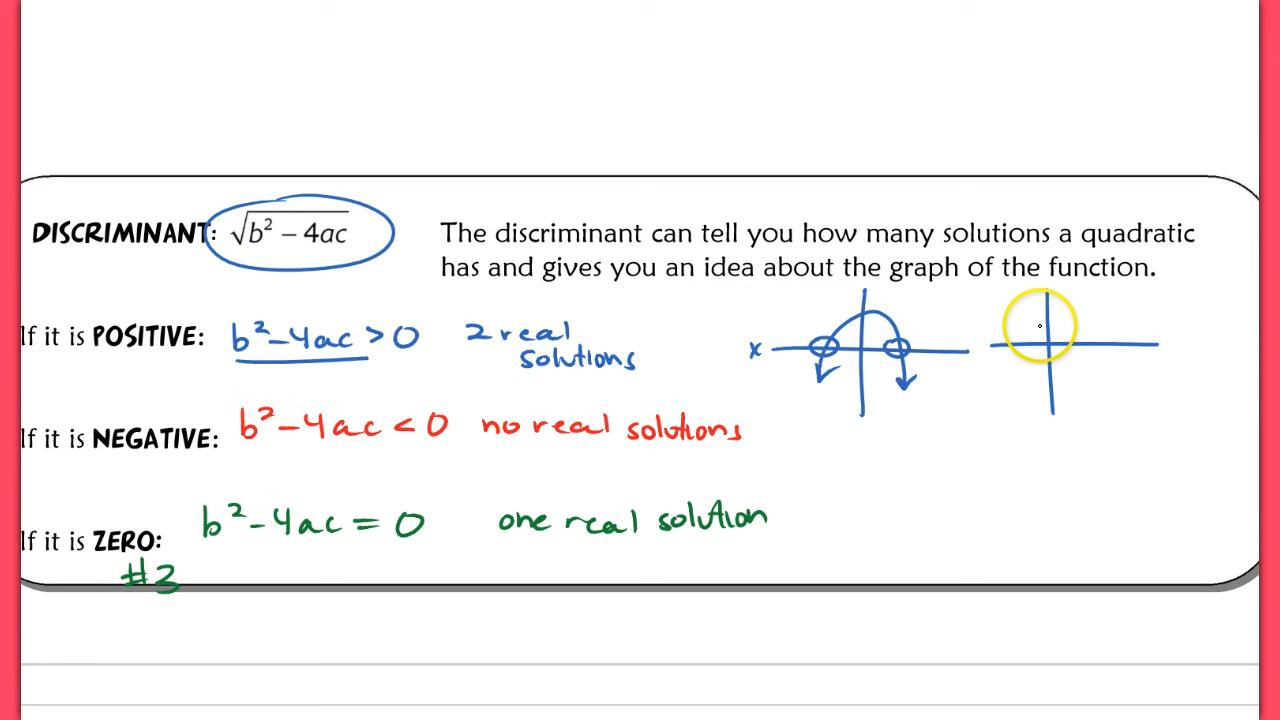 DISCRIMINANT: √b² – 4ac
The discriminant can tell you how many solutions a quadratic
has and gives you an idea about the graph of the function.
If it is POSITIVE: b²-4ac > 0 2 real
solutions
x
If it is NEGATIVE: b²-4ac < 0 no real solutions
If it is ZERO: b²-4ac = 0 one real solution
#3